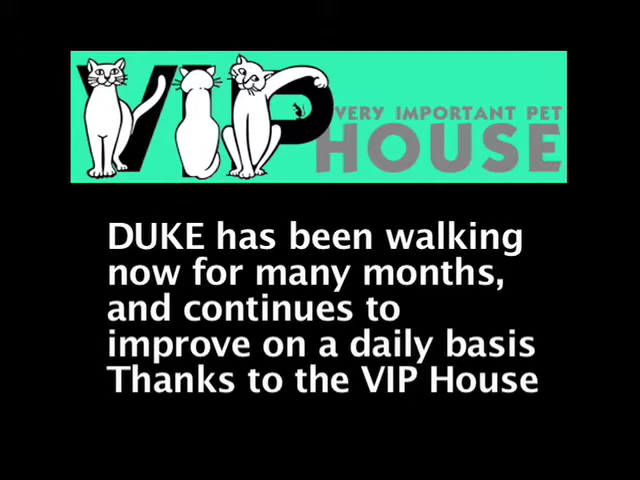 VIP
VERY IMPORTANT PET
HOUSE
DUKE has been walking
now for many months,
and continues to
improve on a daily basis
Thanks to the VIP House